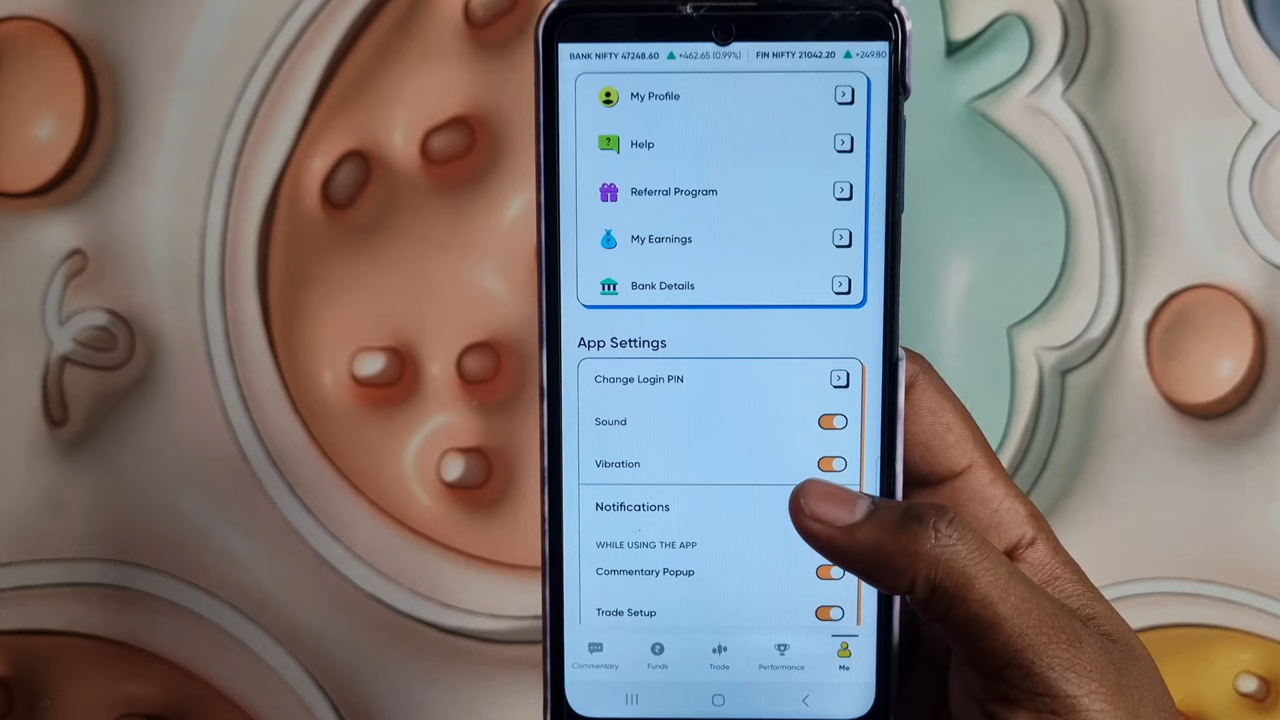 BANK NIFTY 47248.60 ▲ +462.65 (0.99%) FIN NIFTY 21042.20 ▲ +249.80
My Profile
Help
Referral Program
My Earnings
Bank Details
App Settings
Change Login PIN
Sound
Vibration
Notifications
WHILE USING THE APP
Commentary Popup
Trade Setup
Commentary Funds Trade Performance Me